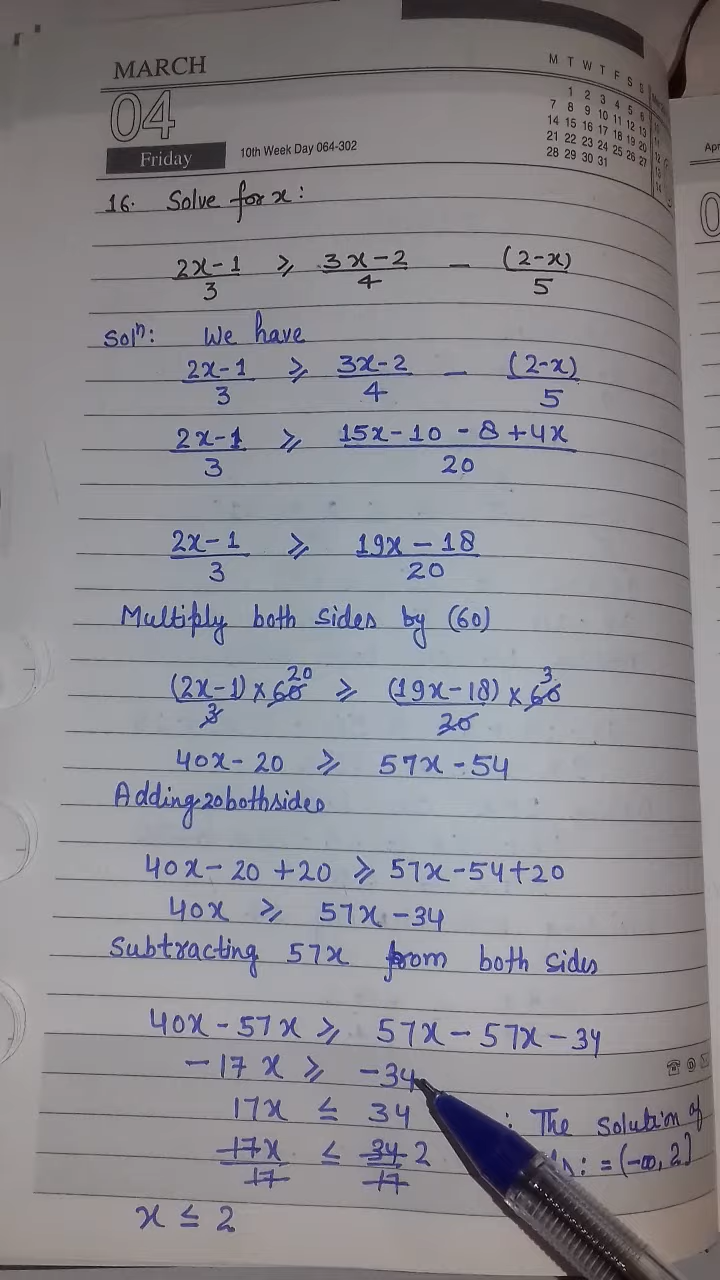 MARCH
04
Friday
10th Week Day 064-302
M T W T F S S
1 2 3 4 5 6
7 8 9 10 11 12 13
14 15 16 17 18 19 20
21 22 23 24 25 26 27
28 29 30 31
16. Solve for x :
(2x-1)/3 ≥ (3x-2)/4 - (2-x)/5
Solⁿ: We have
(2x-1)/3 ≥ (3x-2)/4 - (2-x)/5
(2x-1)/3 ≥ (15x-10-8+4x)/20
(2x-1)/3 ≥ (19x-18)/20
Multiply both sides by (60)
(2x-1)×60/3 20 ≥ (19x-18)×60/20 3
40x-20 ≥ 57x-54
Adding 20 both sides
40x-20+20 ≥ 57x-54+20
40x ≥ 57x-34
Subtracting 57x from both sides
40x-57x ≥ 57x-57x-34
-17x ≥ -34
17x ≤ 34
17x/17 ≤ 34/17 2
x ≤ 2
: The solution of
: = (-∞, 2]
Apr
0